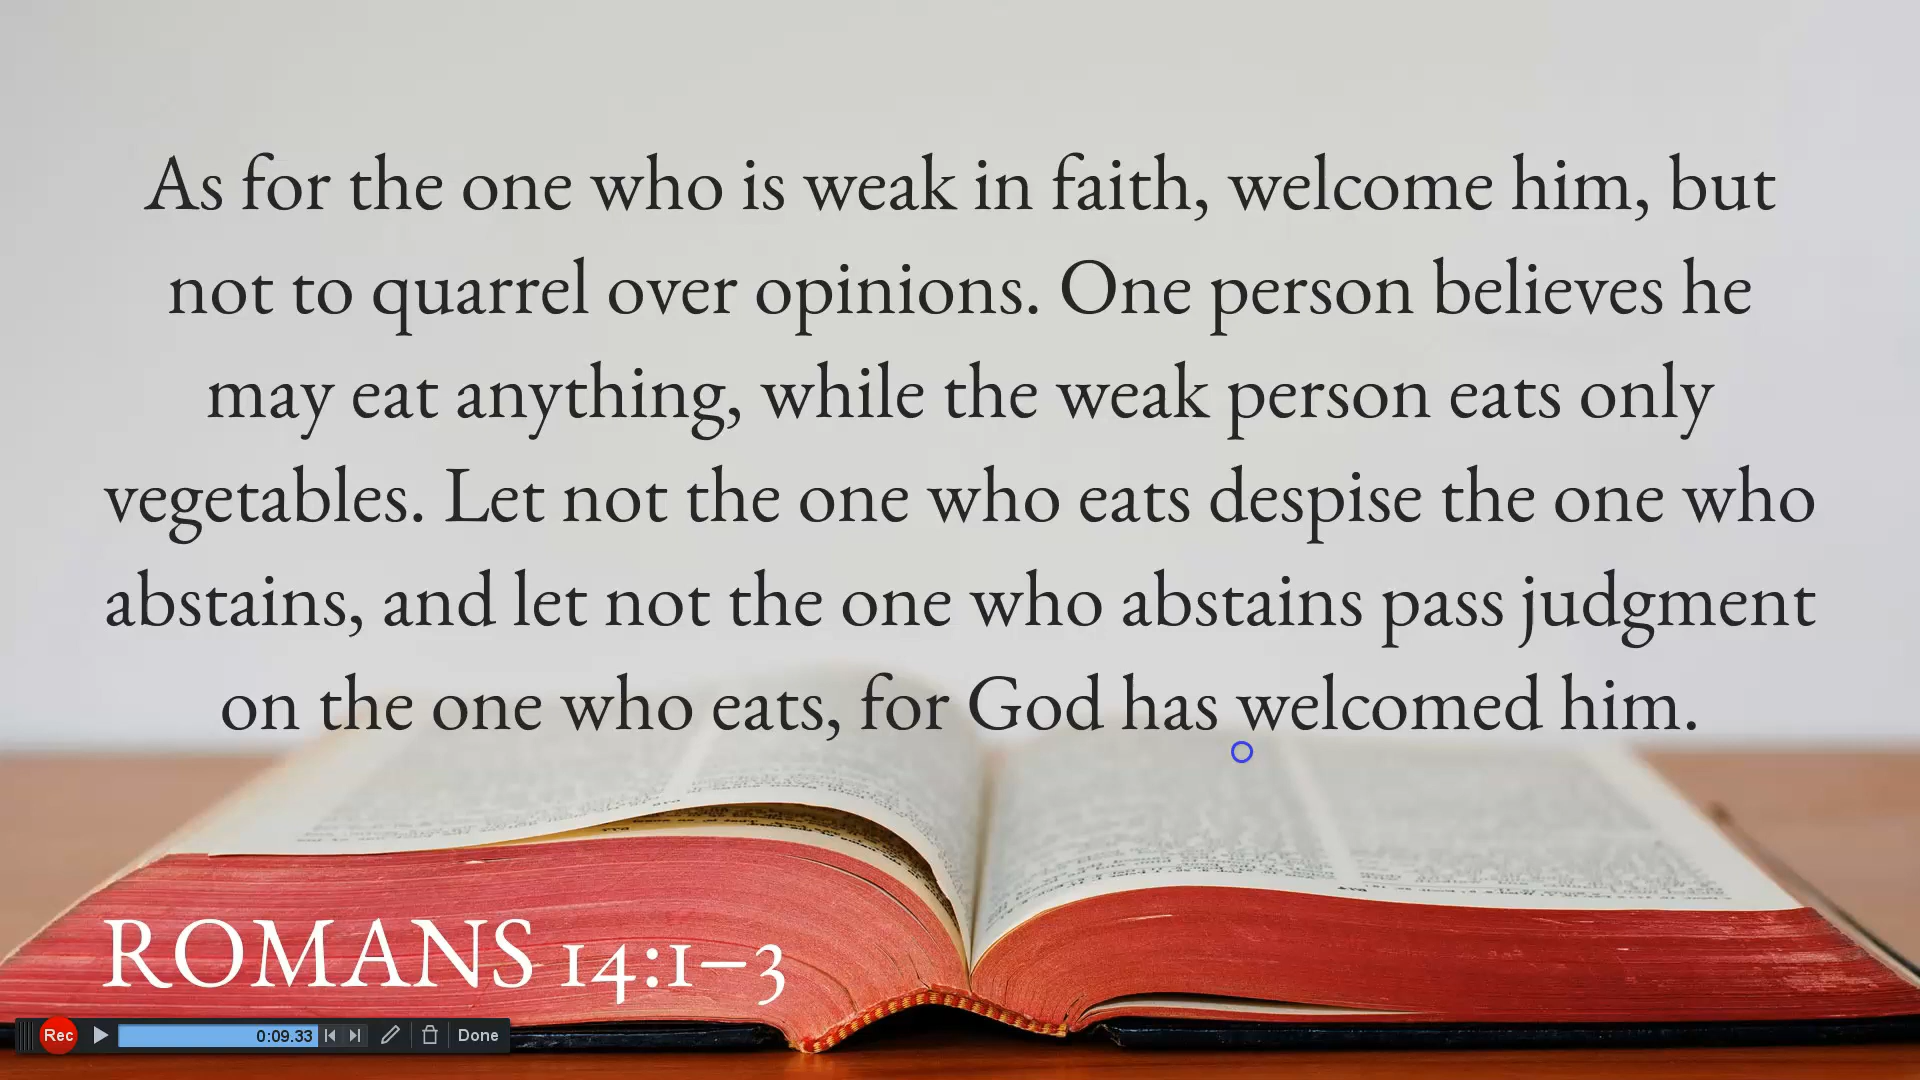 As for the one who is weak in faith, welcome him, but
not to quarrel over opinions. One person believes he
may eat anything, while the weak person eats only
vegetables. Let not the one who eats despise the one who
abstains, and let not the one who abstains pass judgment
on the one who eats, for God has welcomed him.
ROMANS 14:1–3
Rec 0:09.33 Done